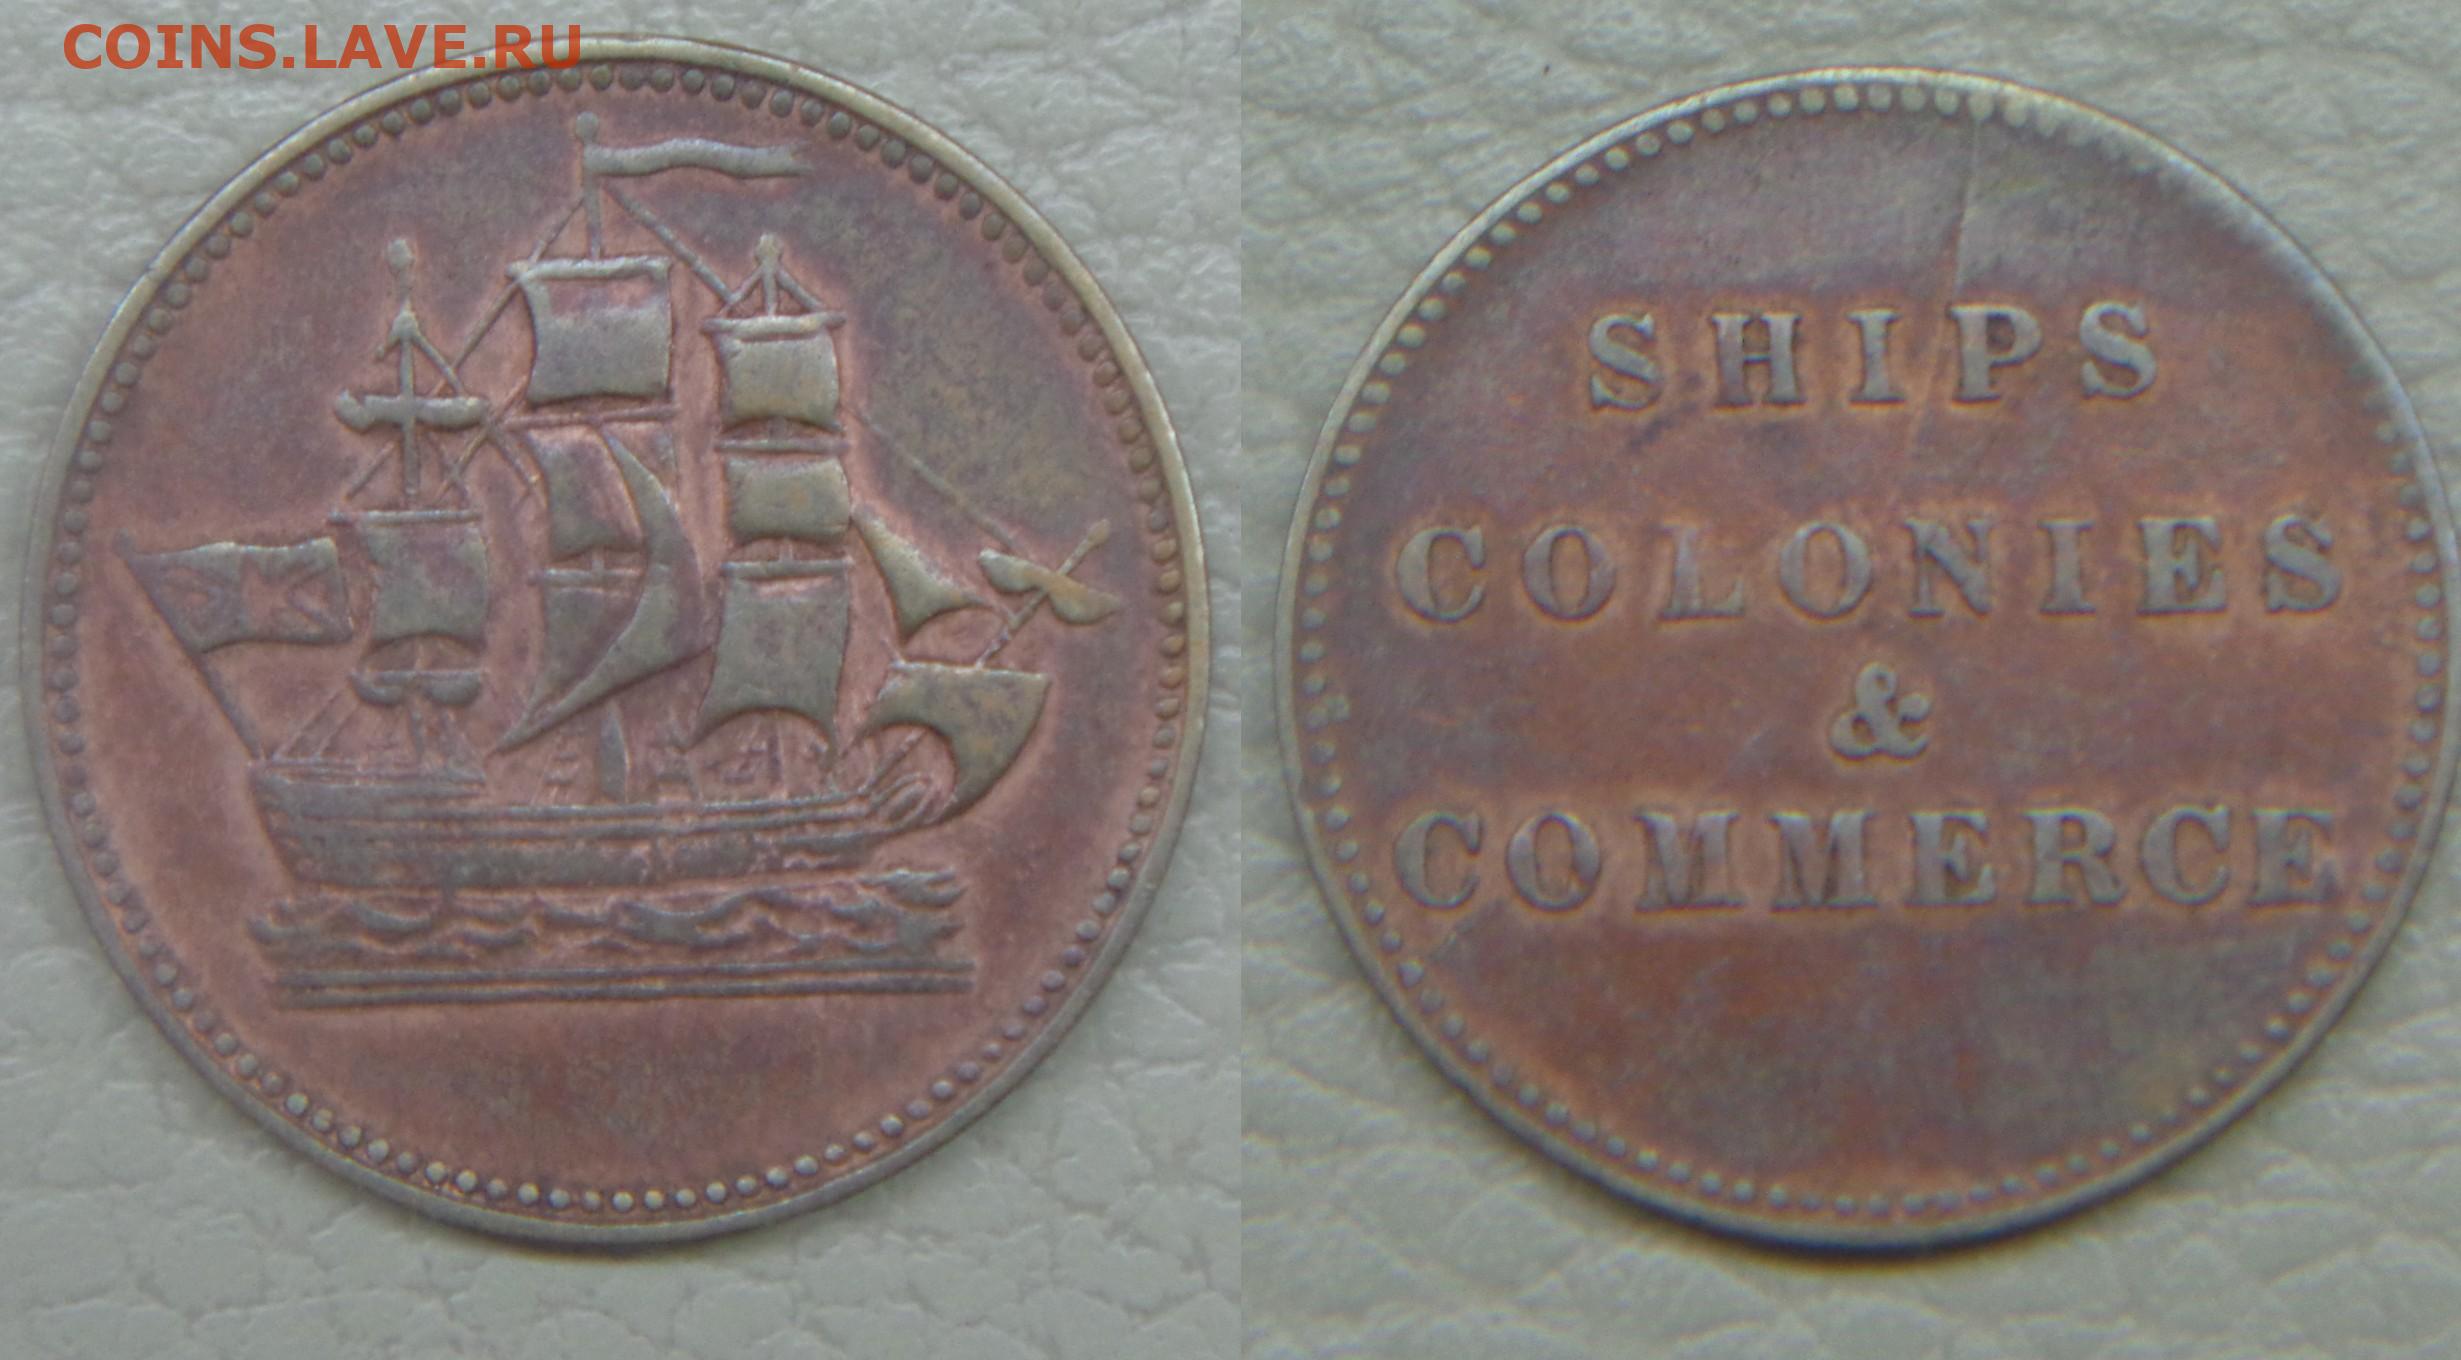 COINS.LAVE.RU
SHIPS
COLONIES
&
COMMERCE